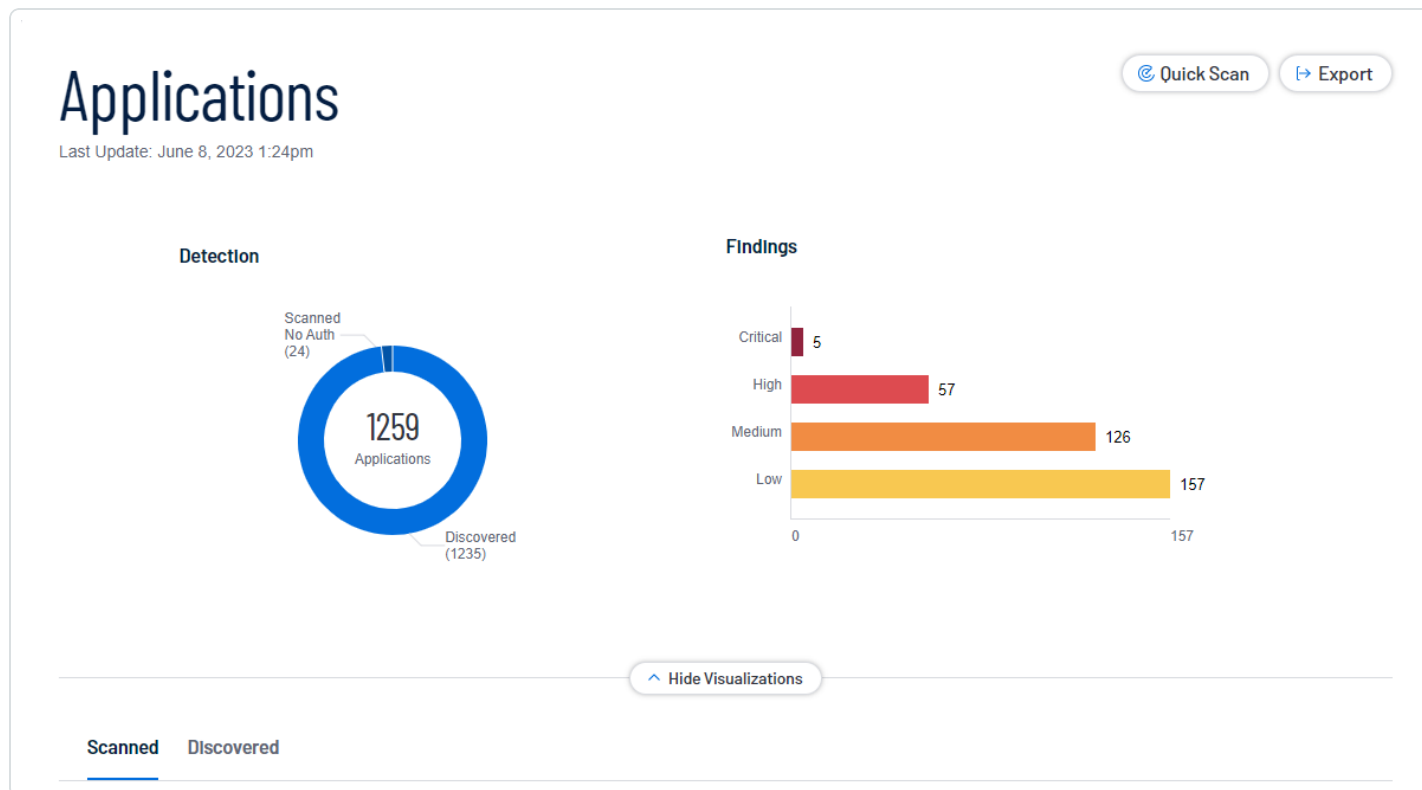 Applications
Quick Scan
Export
Last Update: June 8, 2023 1:24pm
Detection
Scanned
No Auth
(24)
1259
Applications
Discovered
(1235)
Findings
Critical
5
High
57
Medium
126
Low
157
0
157
Hide Visualizations
Scanned
Discovered